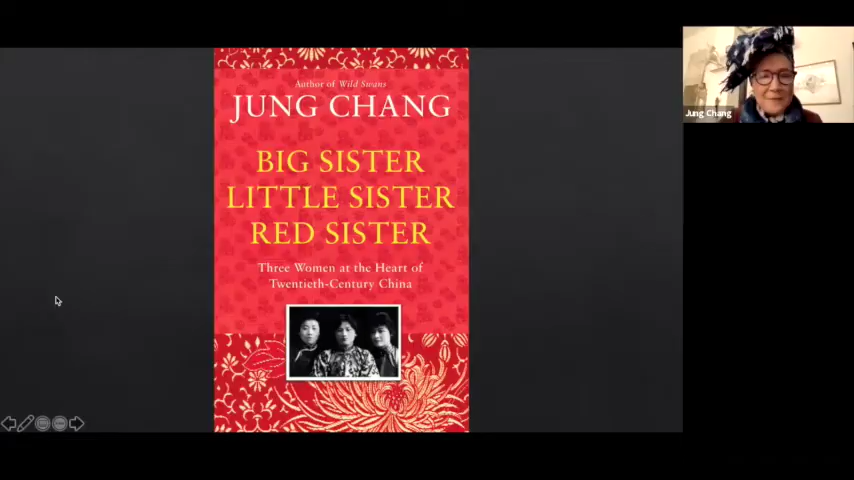 Author of Wild Swans
JUNG CHANG
BIG SISTER
LITTLE SISTER
RED SISTER
Three Women at the Heart of
Twentieth-Century China
Jung Chang